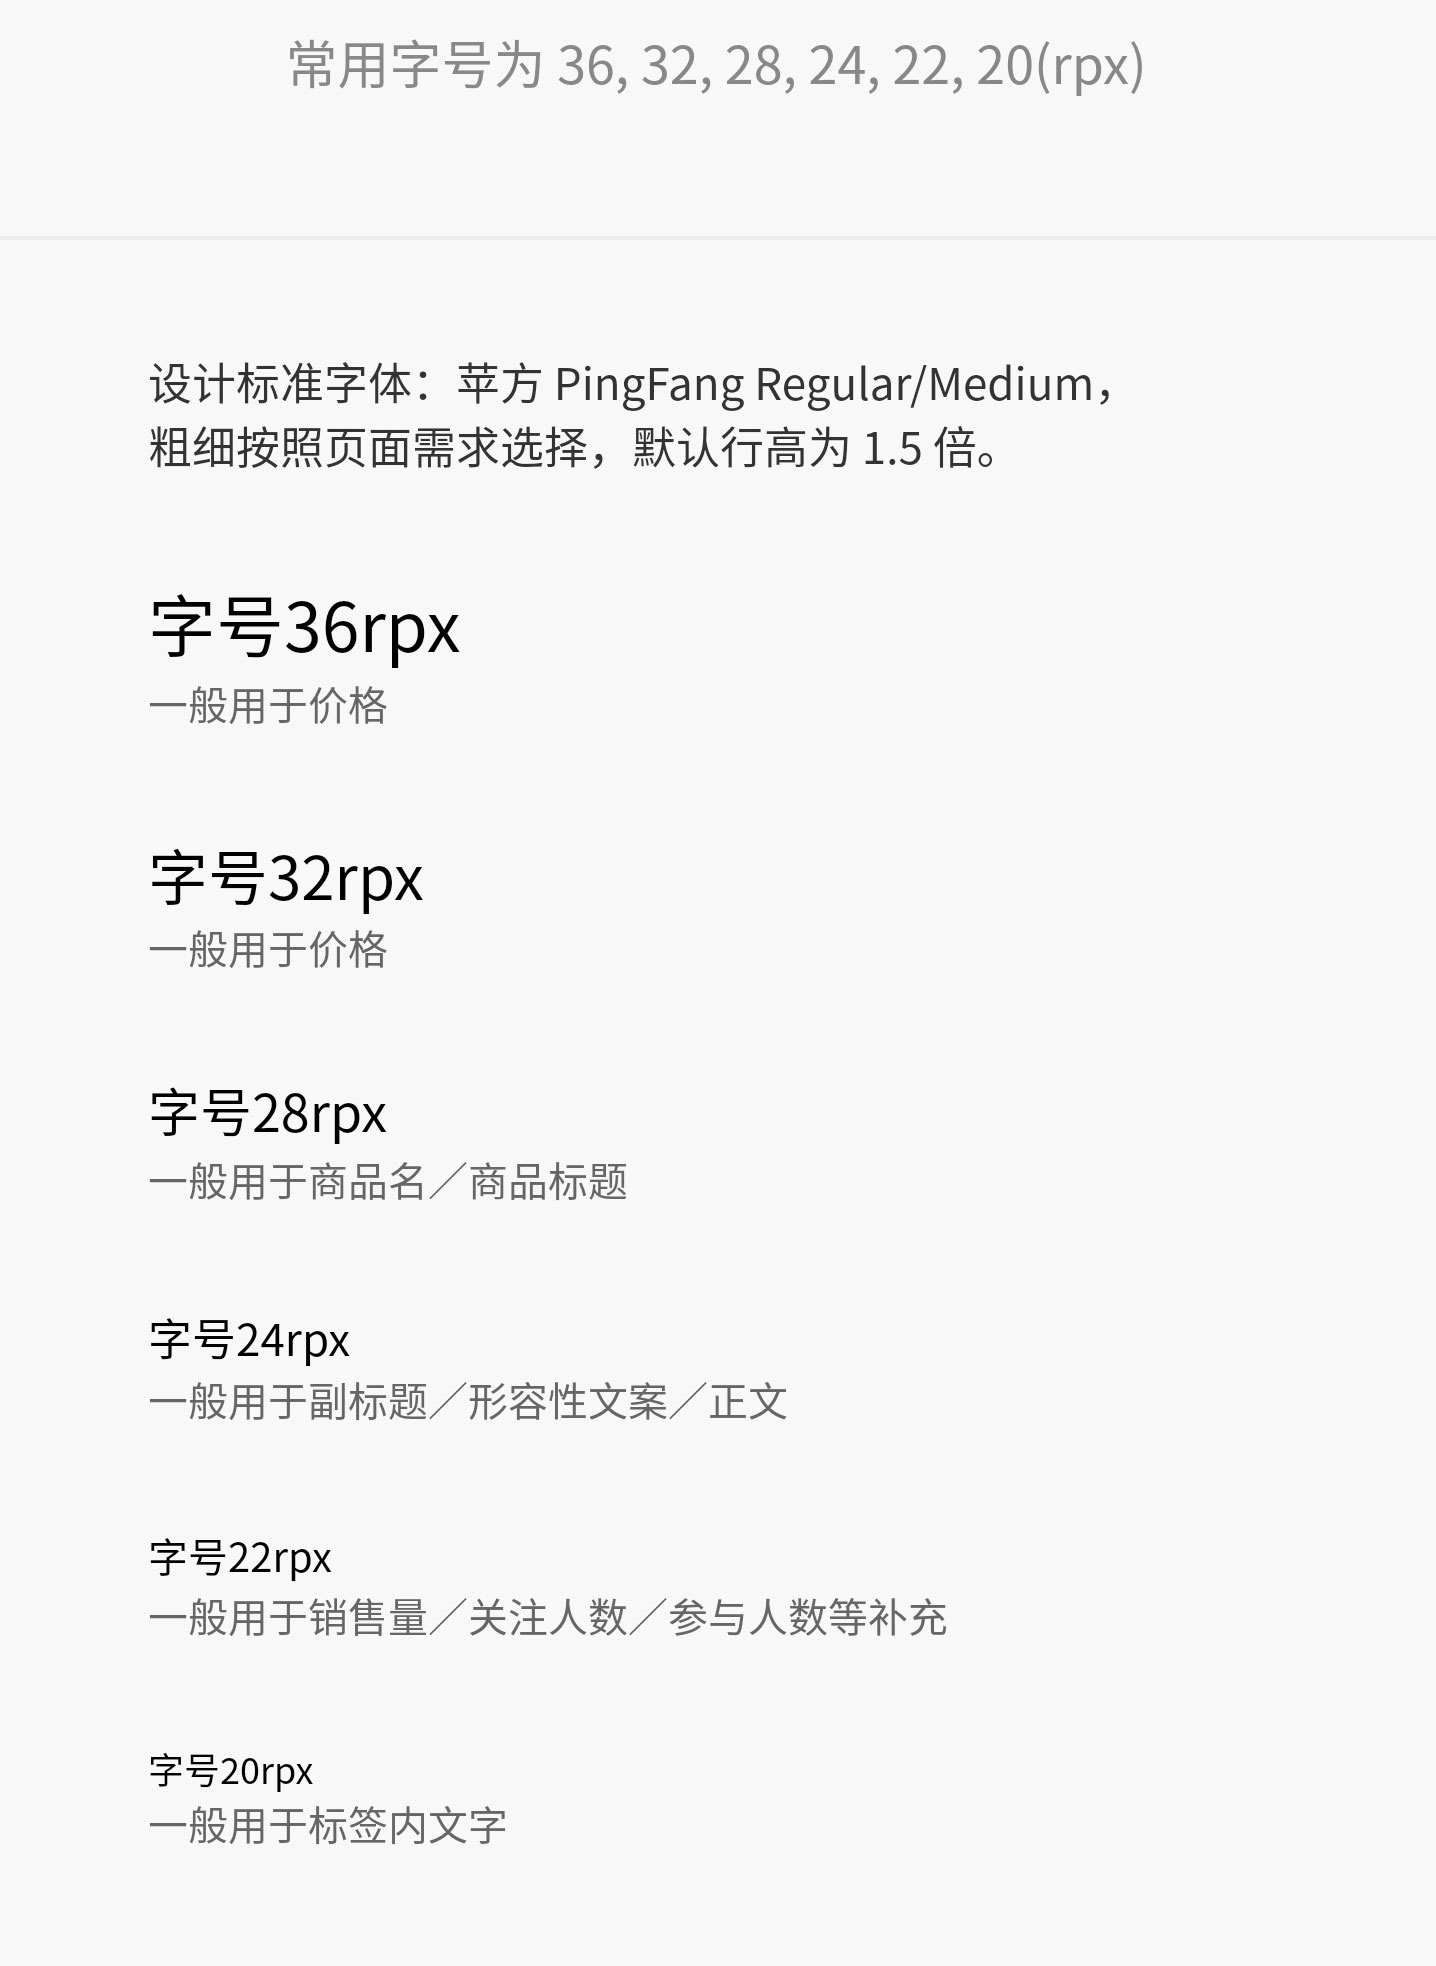 常用字号为 36, 32, 28, 24, 22, 20(rpx)
设计标准字体：苹方 PingFang Regular/Medium，
粗细按照页面需求选择，默认行高为 1.5 倍。
字号36rpx
一般用于价格
字号32rpx
一般用于价格
字号28rpx
一般用于商品名／商品标题
字号24rpx
一般用于副标题／形容性文案／正文
字号22rpx
一般用于销售量／关注人数／参与人数等补充
字号20rpx
一般用于标签内文字